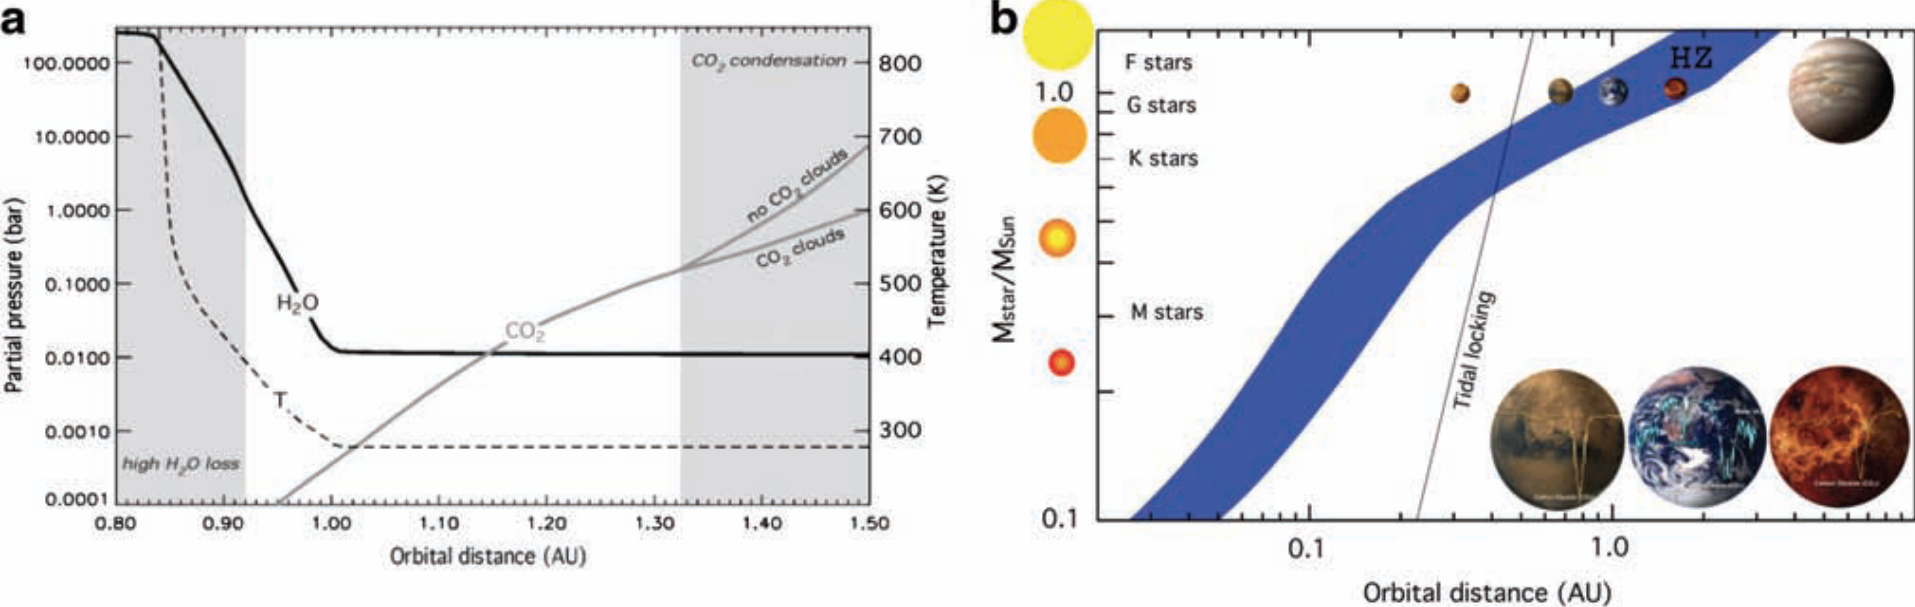 a
100.0000
10.0000
1.0000
0.1000
0.0100
0.0010
0.0001
Partial pressure (bar)
800
700
600
500
400
300
Temperature (K)
CO2 condensation
no CO2 clouds
CO2 clouds
H2O
CO2
T
high H2O loss
0.80 0.90 1.00 1.10 1.20 1.30 1.40 1.50
Orbital distance (AU)
b
1.0
0.1
Mstar/MSun
F stars
G stars
K stars
M stars
HZ
Tidal locking
0.1 1.0
Orbital distance (AU)